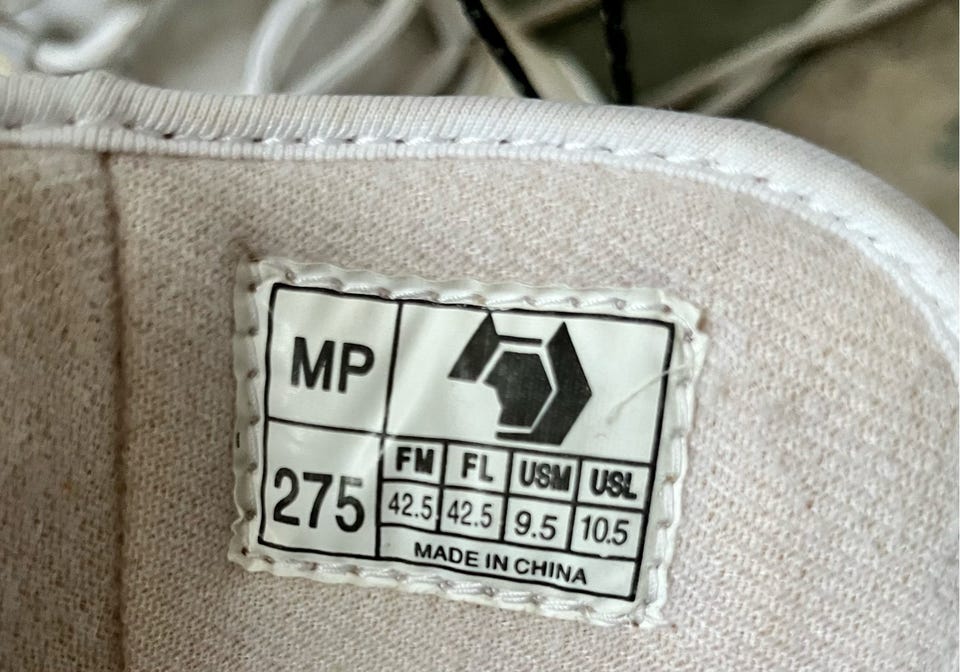 MP
275
FM FL USM USL
42.5 42.5 9.5 10.5
MADE IN CHINA